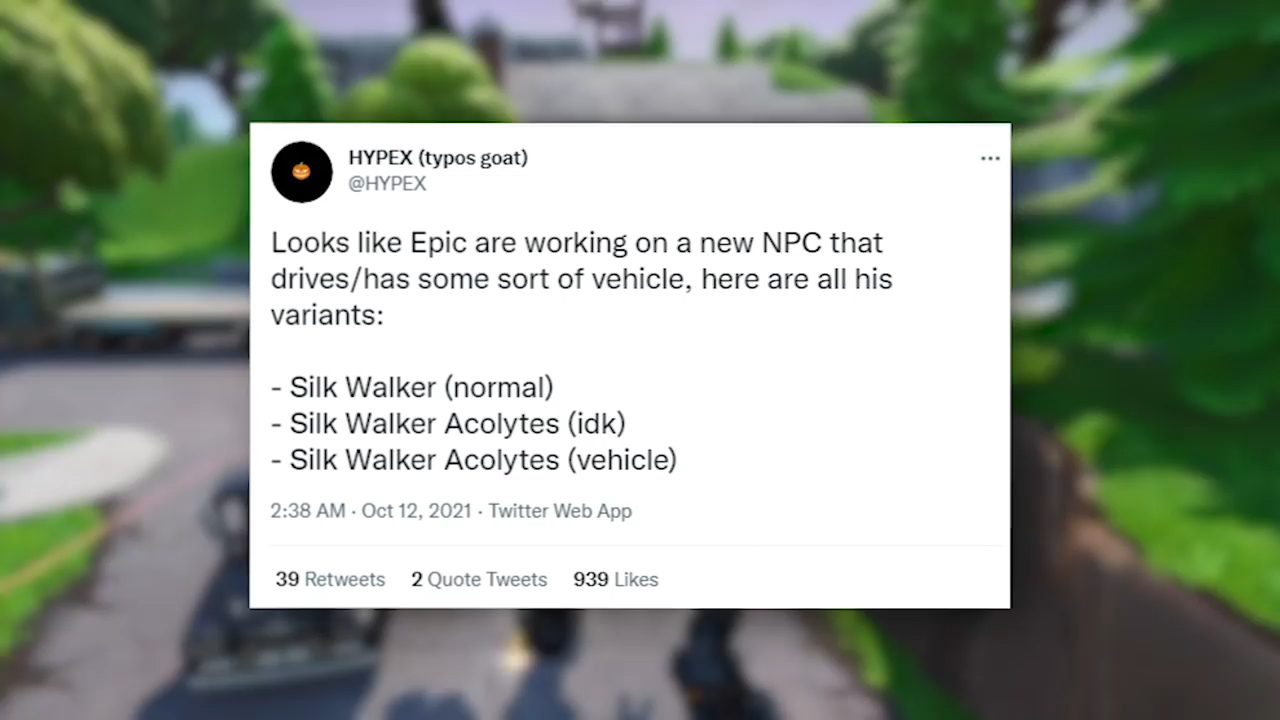 HYPEX (typos goat)
@HYPEX
Looks like Epic are working on a new NPC that
drives/has some sort of vehicle, here are all his
variants:
- Silk Walker (normal)
- Silk Walker Acolytes (idk)
- Silk Walker Acolytes (vehicle)
2:38 AM · Oct 12, 2021 · Twitter Web App
39 Retweets 2 Quote Tweets 939 Likes